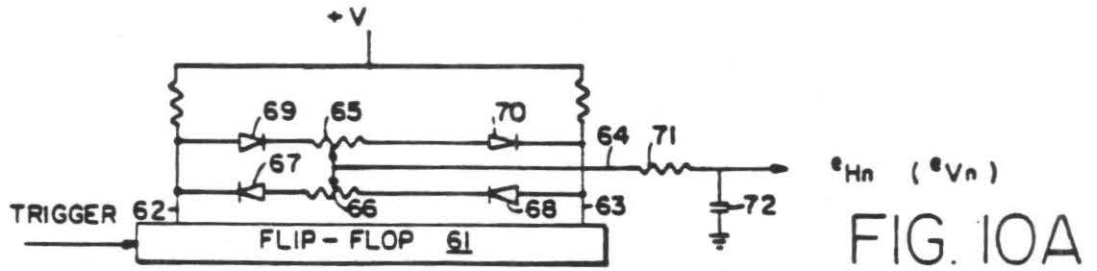 +V
69 65 70 64 71
eHn (eVn)
67 66 68 63 72
TRIGGER 62
FLIP-FLOP 61
FIG. 10A